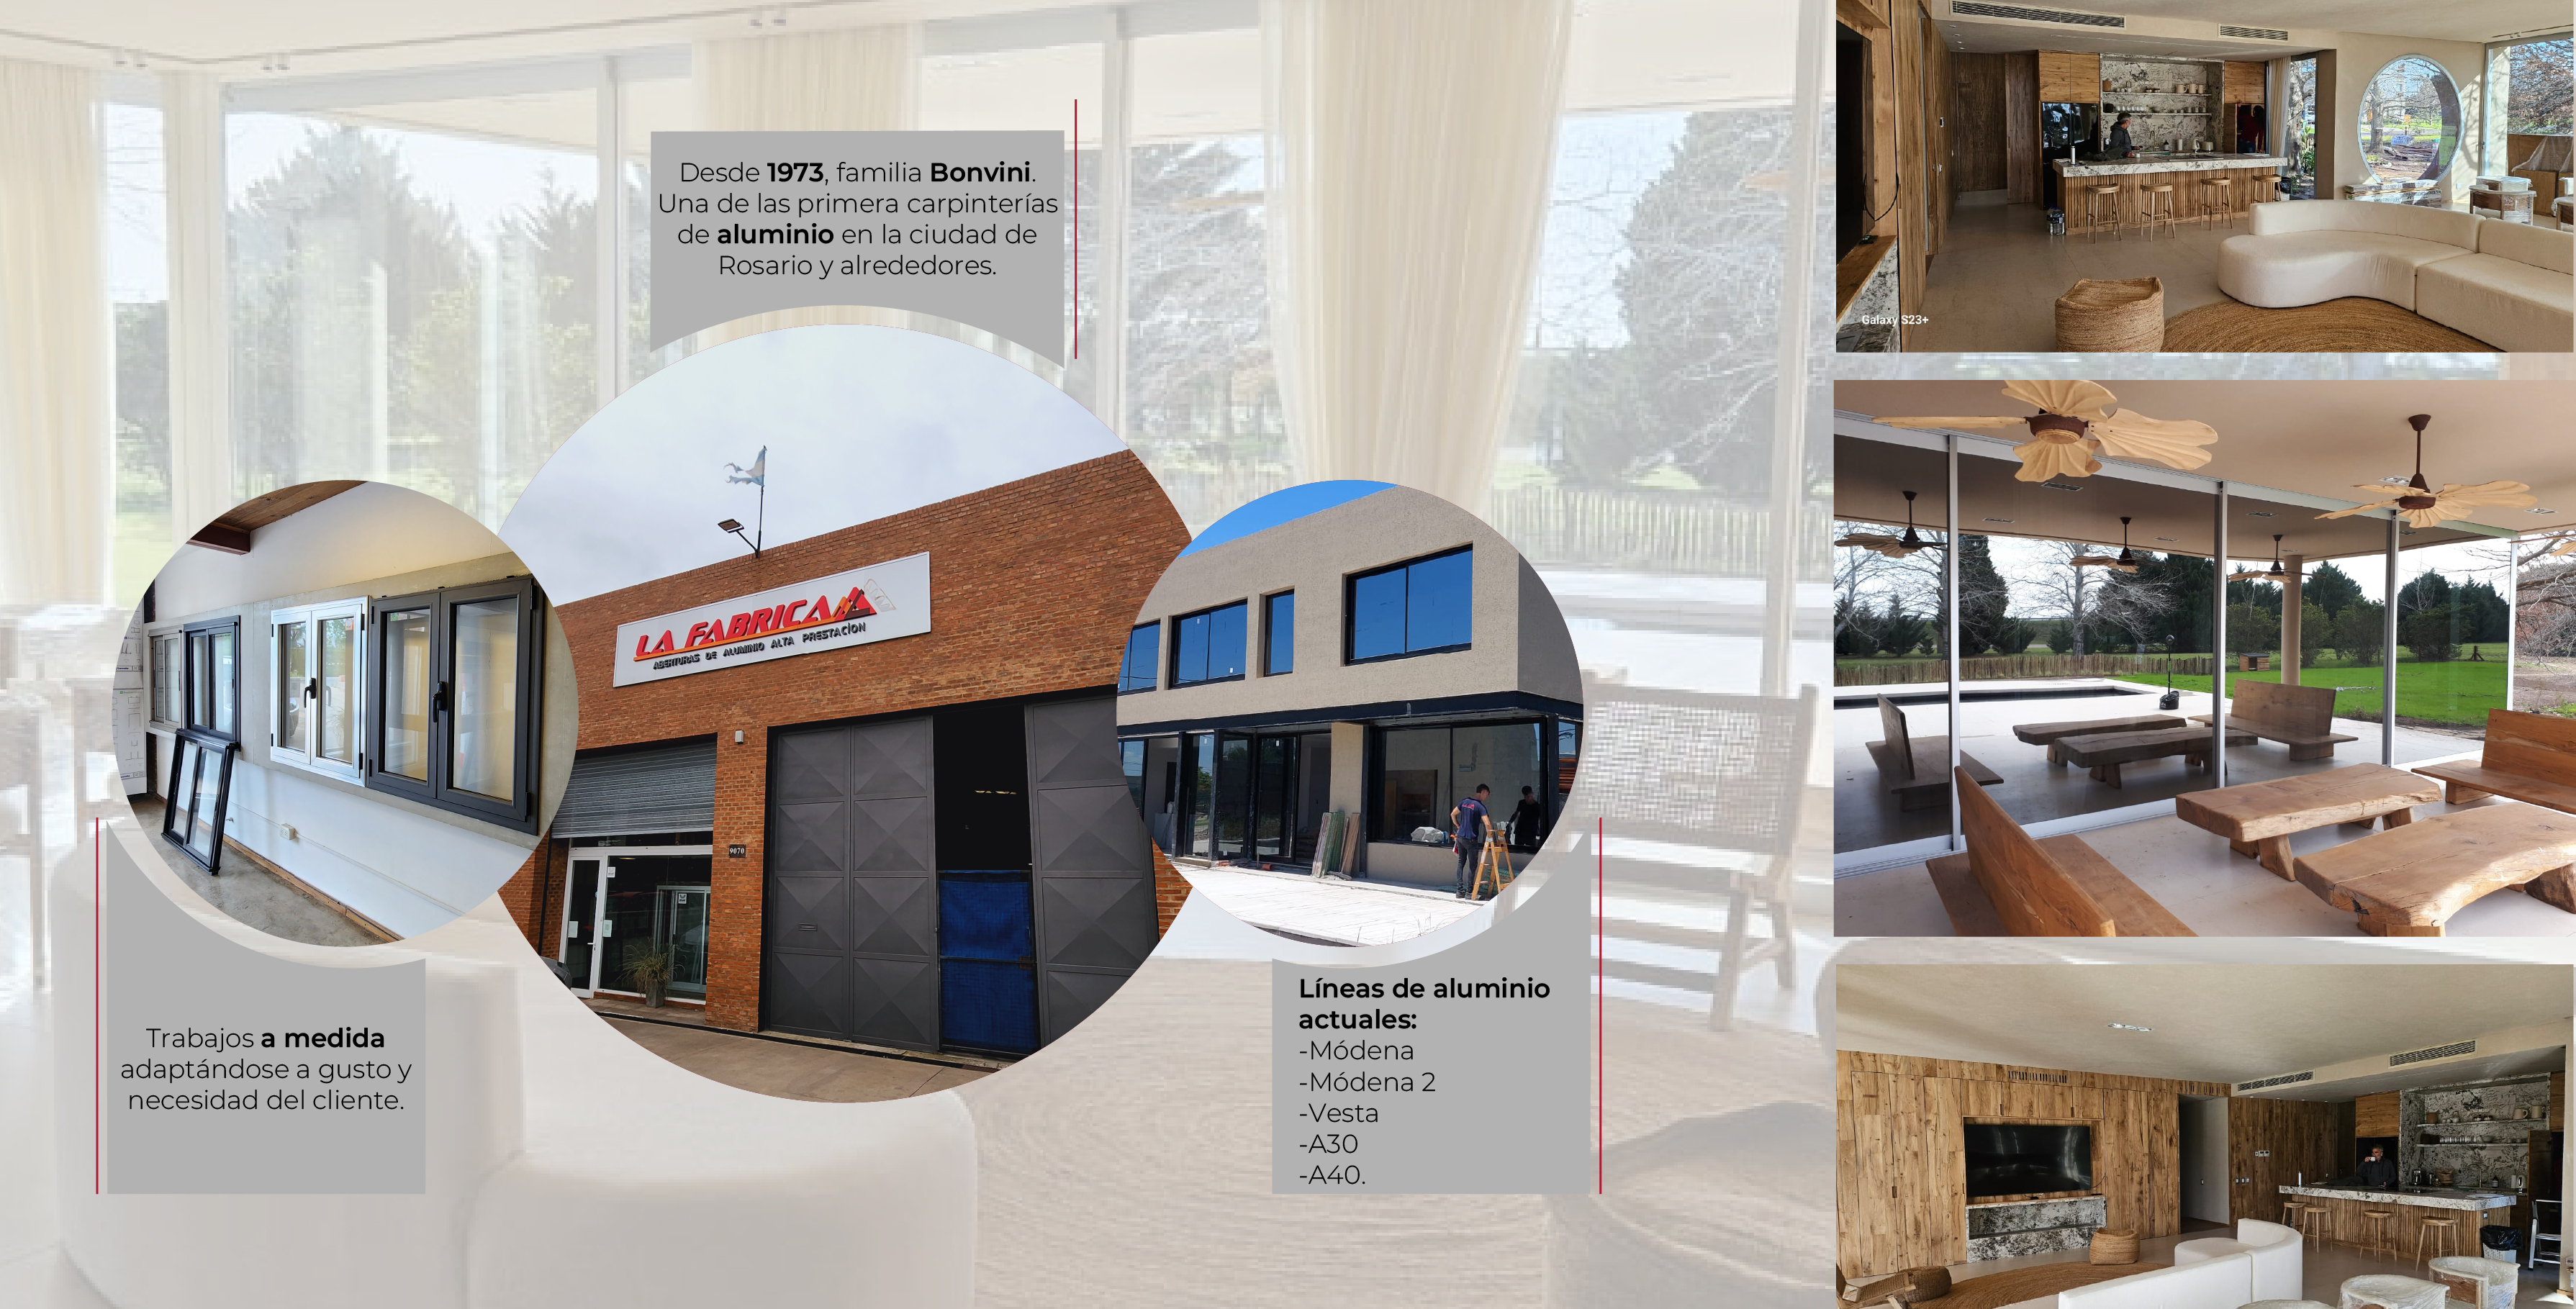 Desde 1973, familia Bonvini.
Una de las primera carpinterías
de aluminio en la ciudad de
Rosario y alrededores.
LA FABRICA
ABERTURAS DE ALUMINIO ALTA PRESTACIÓN
9070
Trabajos a medida
adaptándose a gusto y
necesidad del cliente.
Líneas de aluminio
actuales:
-Módena
-Módena 2
-Vesta
-A30
-A40.
Galaxy S23+